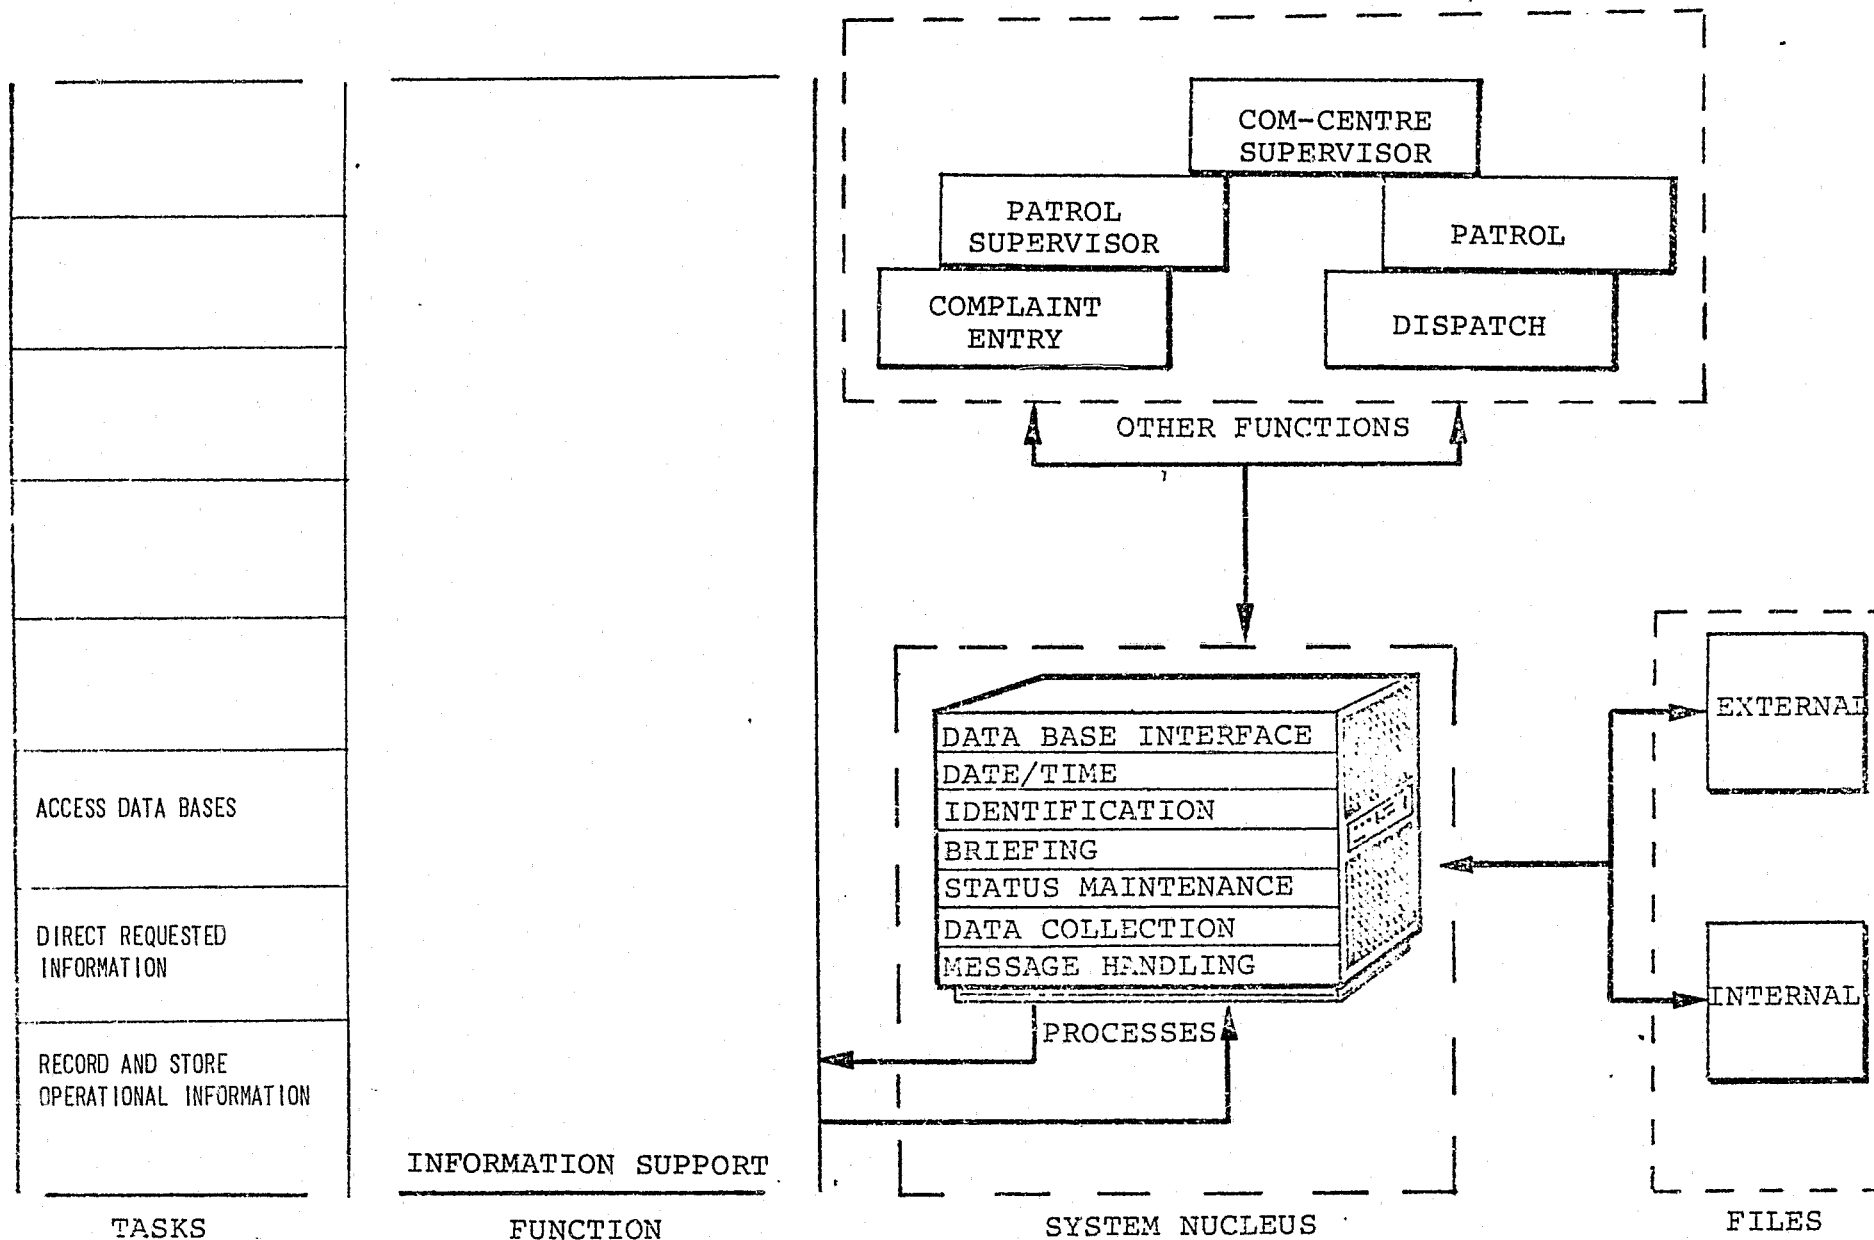 COM-CENTRE
SUPERVISOR
PATROL
SUPERVISOR
PATROL
COMPLAINT
ENTRY
DISPATCH
OTHER FUNCTIONS
DATA BASE INTERFACE
DATE/TIME
IDENTIFICATION
BRIEFING
STATUS MAINTENANCE
DATA COLLECTION
MESSAGE HANDLING
PROCESSES
EXTERNAL
INTERNAL
ACCESS DATA BASES
DIRECT REQUESTED
INFORMATION
RECORD AND STORE
OPERATIONAL INFORMATION
INFORMATION SUPPORT
TASKS
FUNCTION
SYSTEM NUCLEUS
FILES